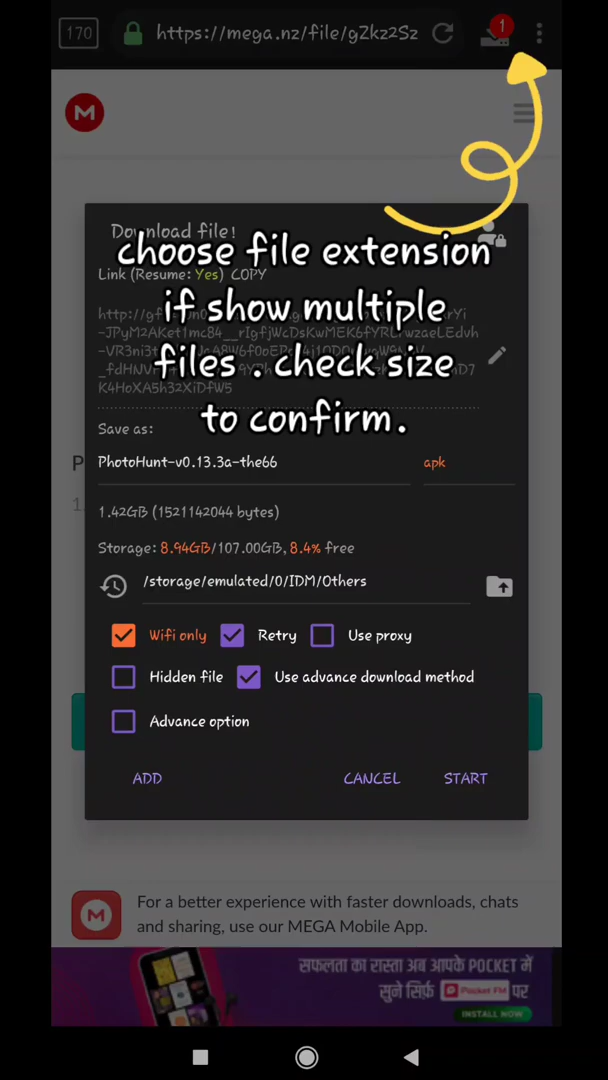 170
https://mega.nz/file/gZkz2Sz
1
M
Download file!
choose file extension
if show multiple
files . check size
to confirm.
Link (Resume: Yes) COPY
K4HoXA5h32XiDfW5
Save as:
PhotoHunt-v0.13.3a-the66
apk
1.42GB (1521142044 bytes)
Storage: 8.94GB/107.00GB, 8.4% free
/storage/emulated/0/IDM/Others
Wifi only Retry Use proxy
Hidden file Use advance download method
Advance option
ADD CANCEL START
M
For a better experience with faster downloads, chats
and sharing, use our MEGA Mobile App.
सफलता का रास्ता अब आपके POCKET में
सुनें सिर्फ़ Pocket FM पर
INSTALL NOW